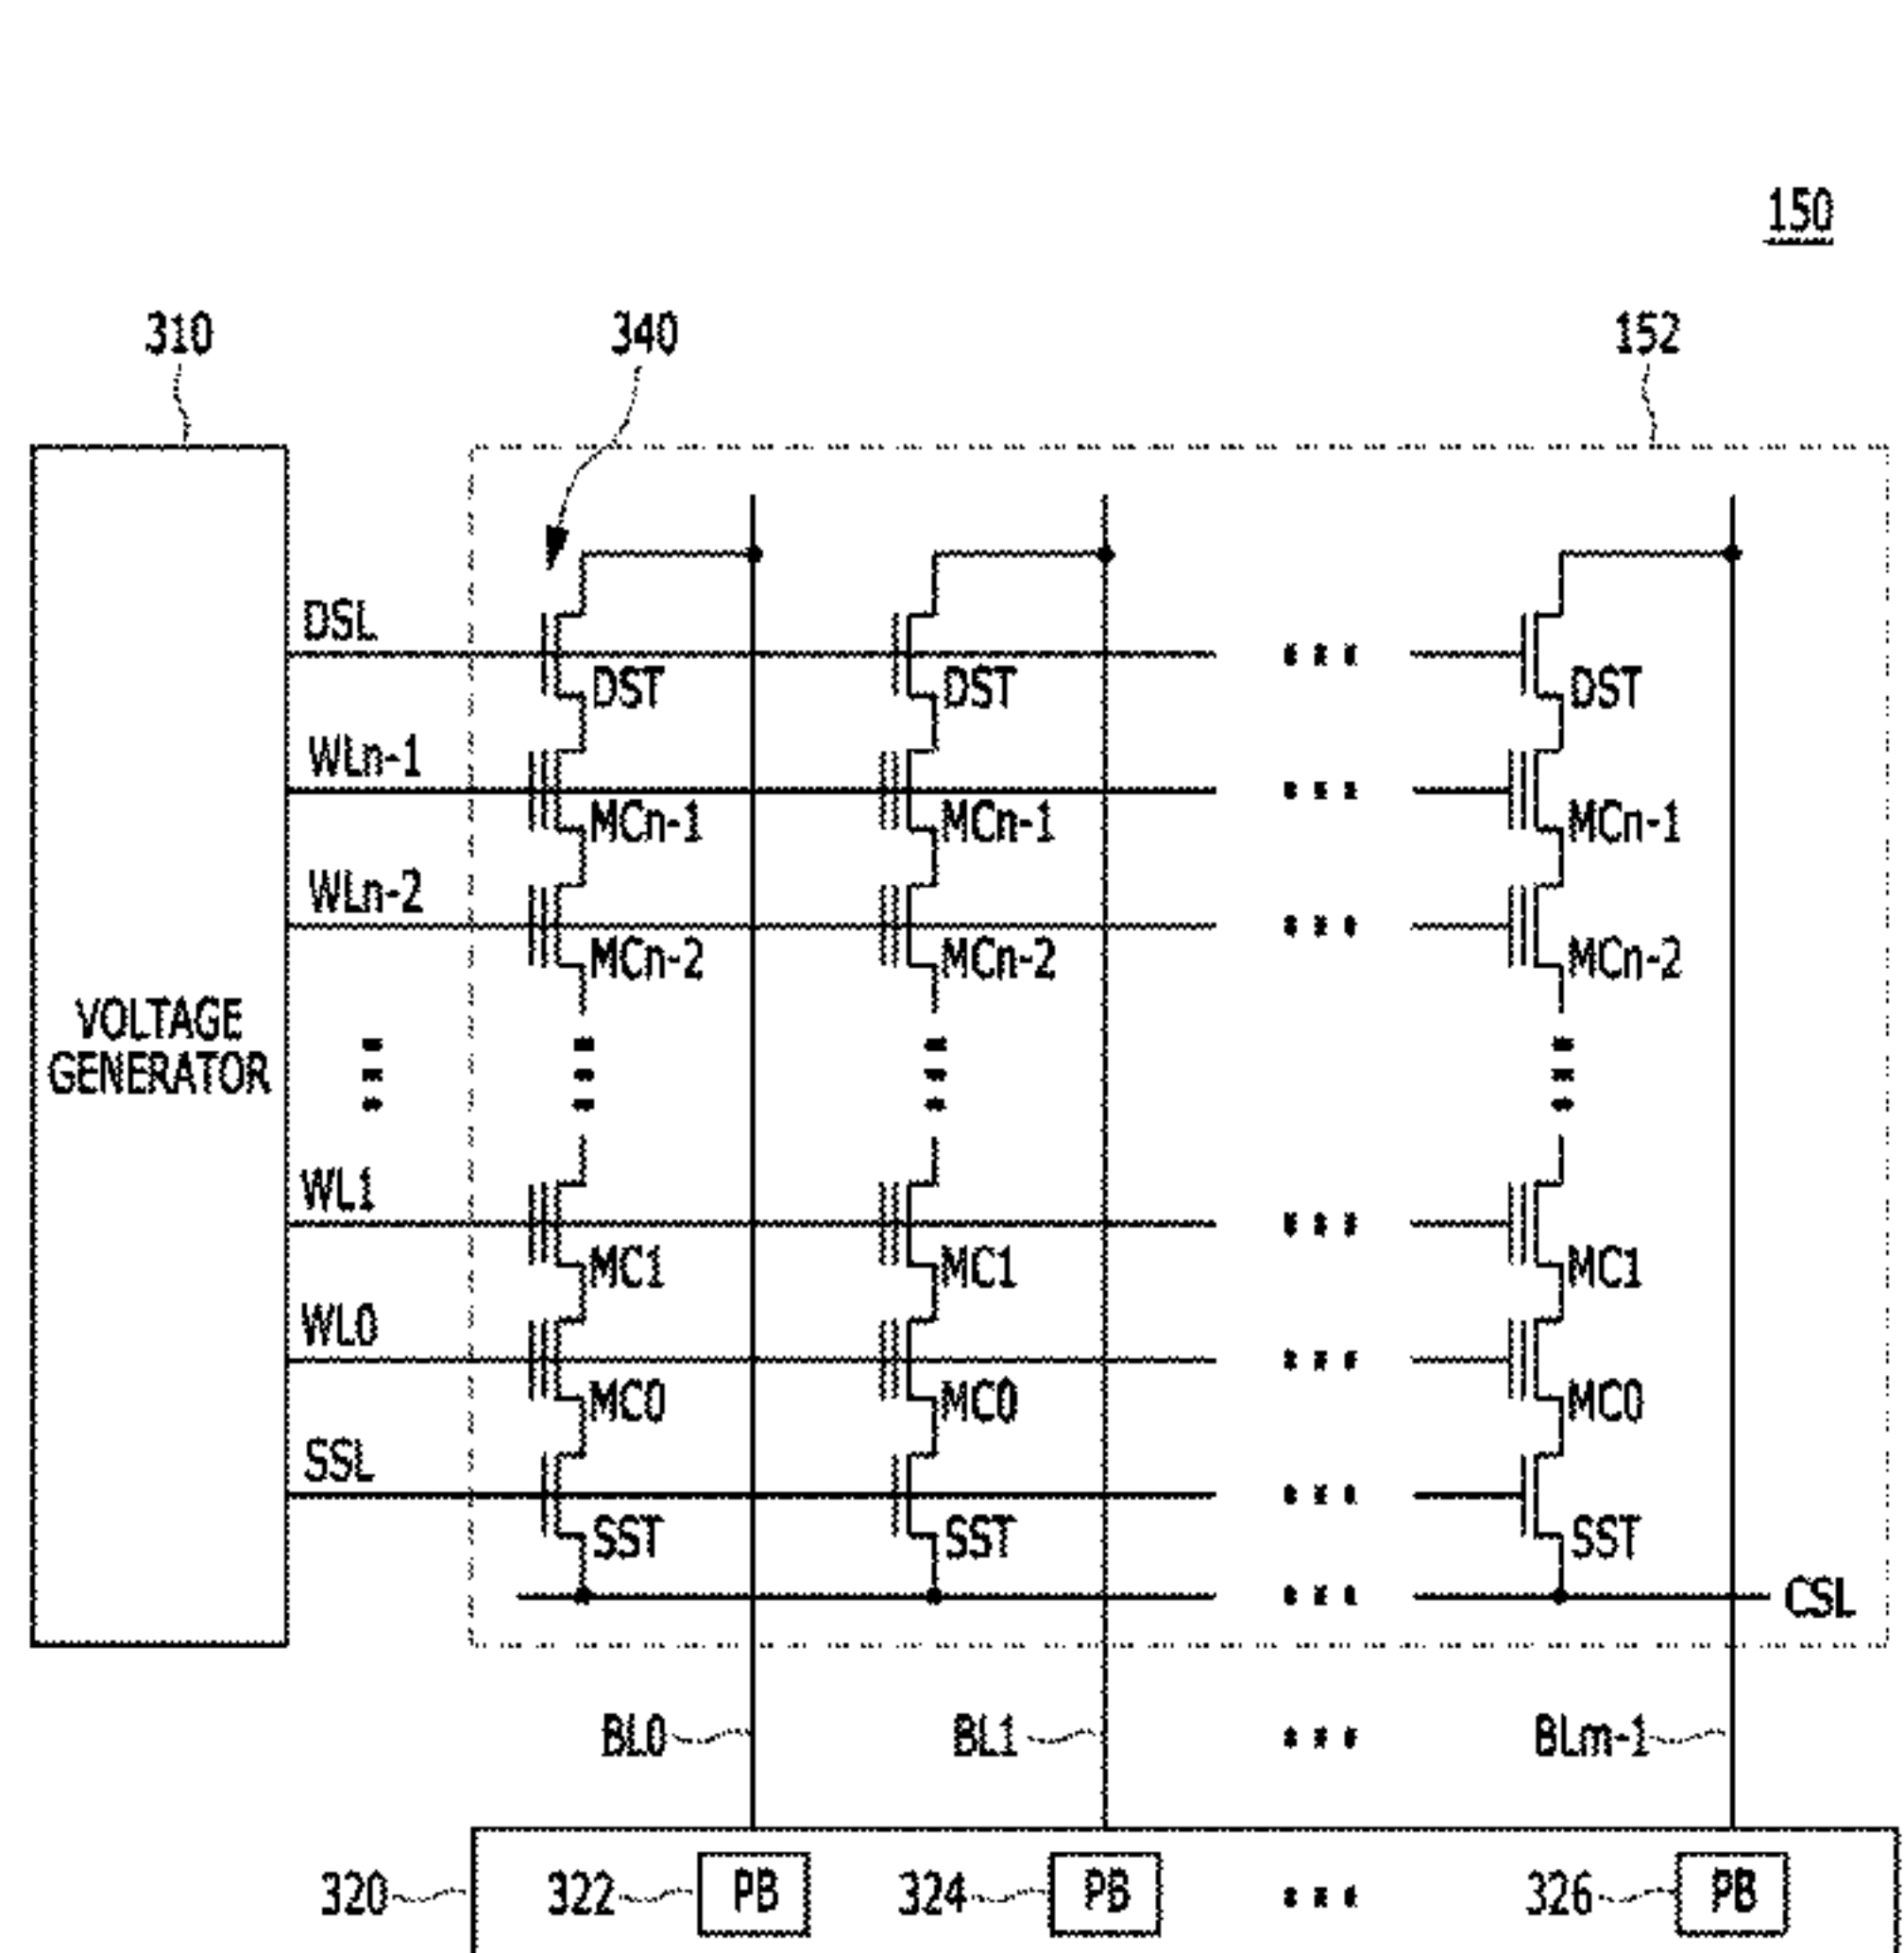 150
310 340 152
DSL
DST DST DST
WLn-1
MCn-1 MCn-1 MCn-1
WLn-2
MCn-2 MCn-2 MCn-2
VOLTAGE
GENERATOR
WL1
MC1 MC1 MC1
WL0
MC0 MC0 MC0
SSL
SST SST SST
CSL
BL0 BL1 BLm-1
320 322 PB 324 PB 326 PB